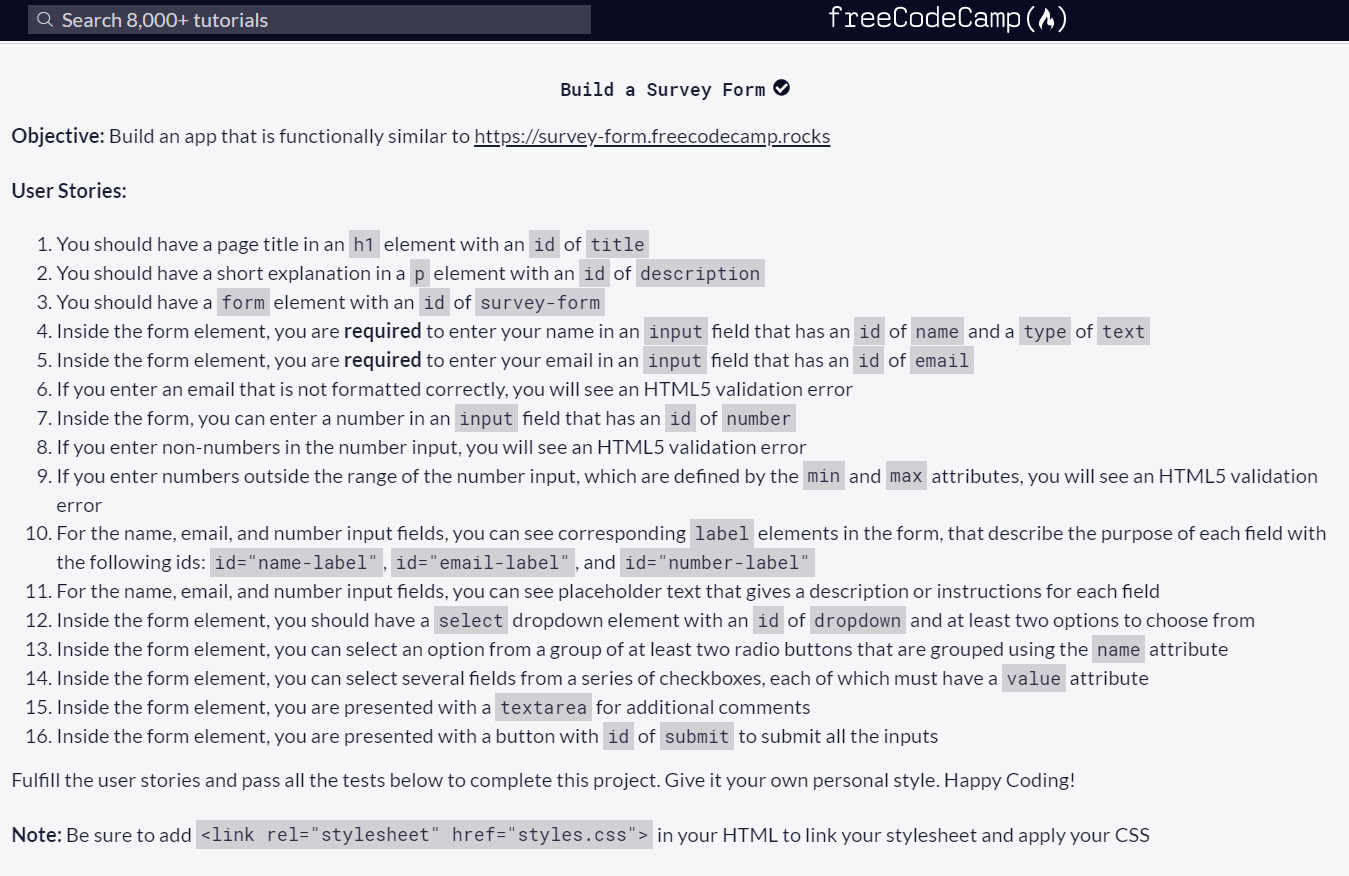 Search 8,000+ tutorials
freeCodeCamp
Build a Survey Form
Objective: Build an app that is functionally similar to https://survey-form.freecodecamp.rocks
User Stories:
1. You should have a page title in an h1 element with an id of title
2. You should have a short explanation in a p element with an id of description
3. You should have a form element with an id of survey-form
4. Inside the form element, you are required to enter your name in an input field that has an id of name and a type of text
5. Inside the form element, you are required to enter your email in an input field that has an id of email
6. If you enter an email that is not formatted correctly, you will see an HTML5 validation error
7. Inside the form, you can enter a number in an input field that has an id of number
8. If you enter non-numbers in the number input, you will see an HTML5 validation error
9. If you enter numbers outside the range of the number input, which are defined by the min and max attributes, you will see an HTML5 validation
error
10. For the name, email, and number input fields, you can see corresponding label elements in the form, that describe the purpose of each field with
the following ids: id="name-label", id="email-label", and id="number-label"
11. For the name, email, and number input fields, you can see placeholder text that gives a description or instructions for each field
12. Inside the form element, you should have a select dropdown element with an id of dropdown and at least two options to choose from
13. Inside the form element, you can select an option from a group of at least two radio buttons that are grouped using the name attribute
14. Inside the form element, you can select several fields from a series of checkboxes, each of which must have a value attribute
15. Inside the form element, you are presented with a textarea for additional comments
16. Inside the form element, you are presented with a button with id of submit to submit all the inputs
Fulfill the user stories and pass all the tests below to complete this project. Give it your own personal style. Happy Coding!
Note: Be sure to add <link rel="stylesheet" href="styles.css"> in your HTML to link your stylesheet and apply your CSS